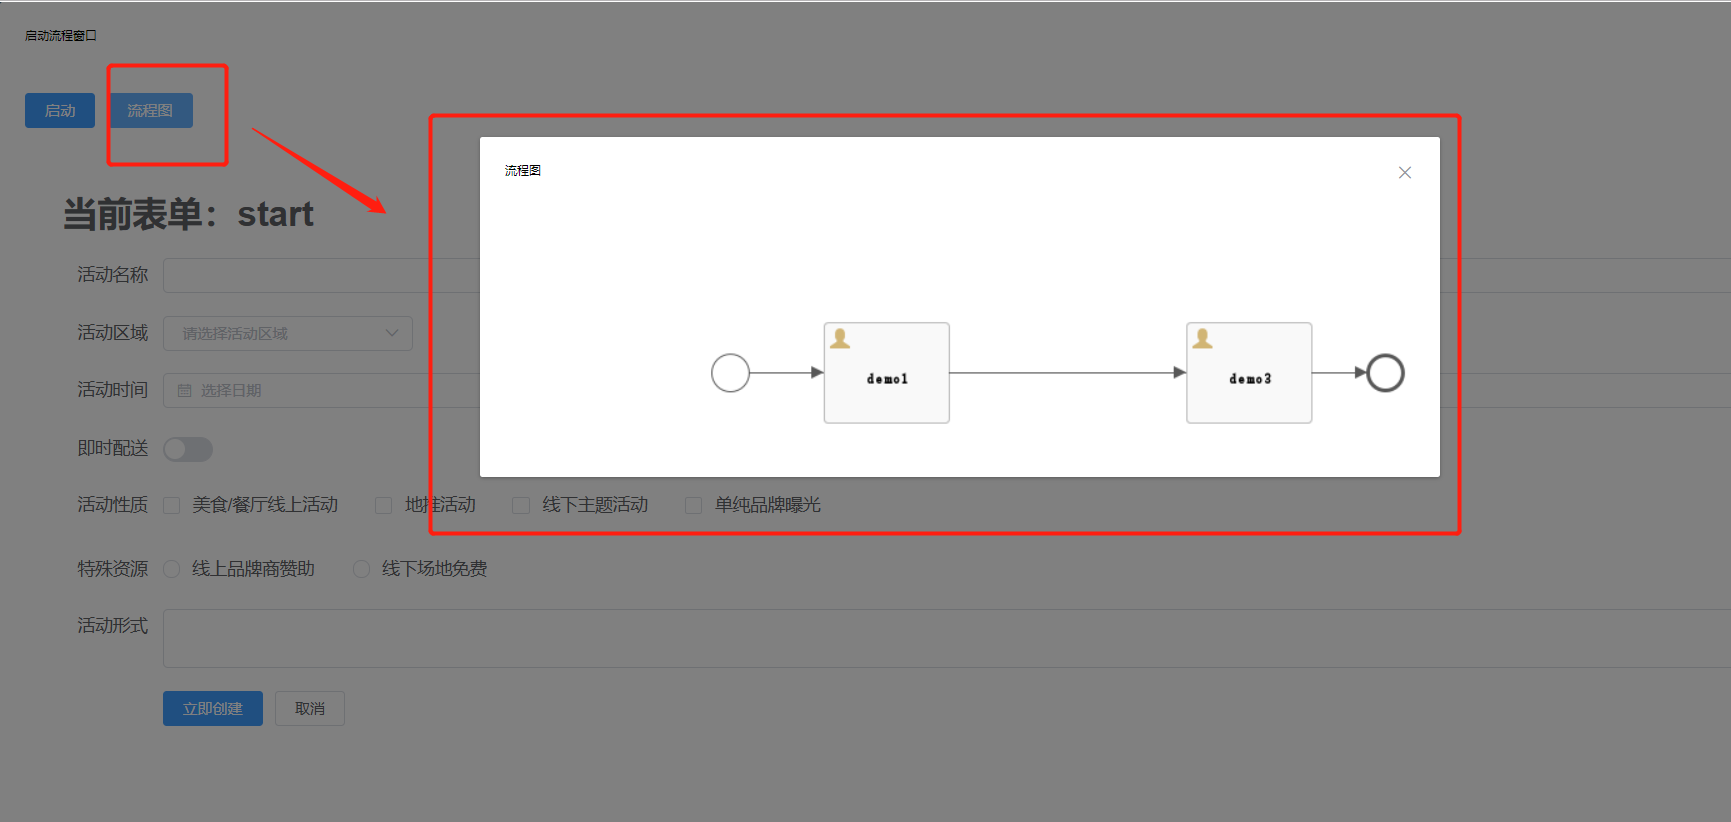 启动流程窗口
启动 流程图
流程图
当前表单：start
活动名称
活动区域 请选择活动区域
活动时间 选择日期
demo1 demo3
即时配送
活动性质 美食/餐厅线上活动 地推活动 线下主题活动 单纯品牌曝光
特殊资源 线上品牌商赞助 线下场地免费
活动形式
立即创建 取消